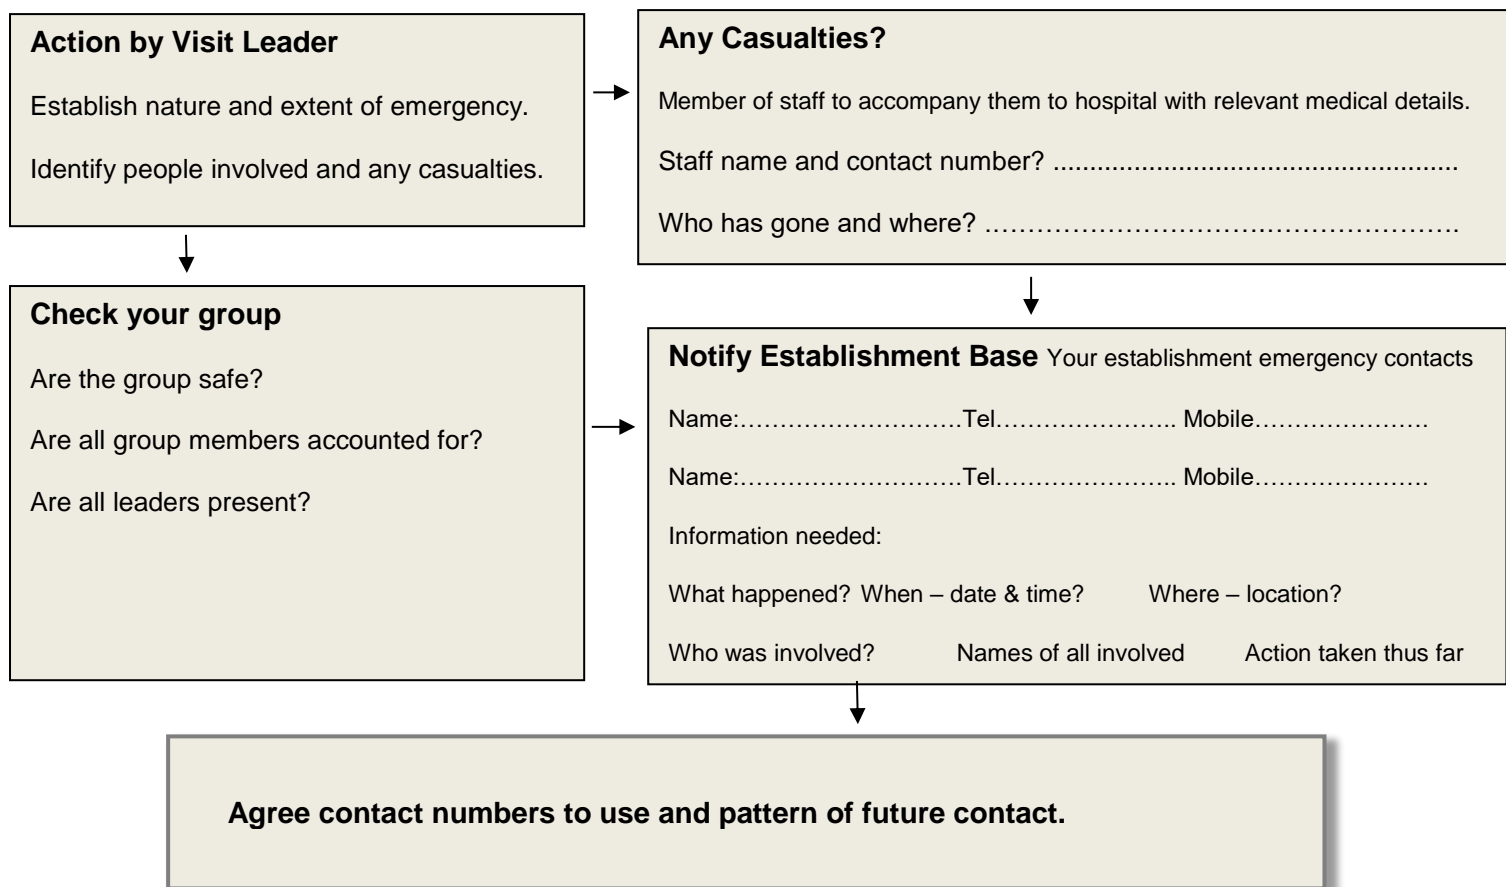 Action by Visit Leader
Establish nature and extent of emergency.
Identify people involved and any casualties.
Any Casualties?
Member of staff to accompany them to hospital with relevant medical details.
Staff name and contact number? ........................................................
Who has gone and where? ..…………………………….………………….
Check your group
Are the group safe?
Are all group members accounted for?
Are all leaders present?
Notify Establishment Base Your establishment emergency contacts
Name:……………………….Tel………………….. Mobile………………….
Name:……………………….Tel………………….. Mobile………………….
Information needed:
What happened? When – date & time? Where – location?
Who was involved? Names of all involved Action taken thus far
Agree contact numbers to use and pattern of future contact.